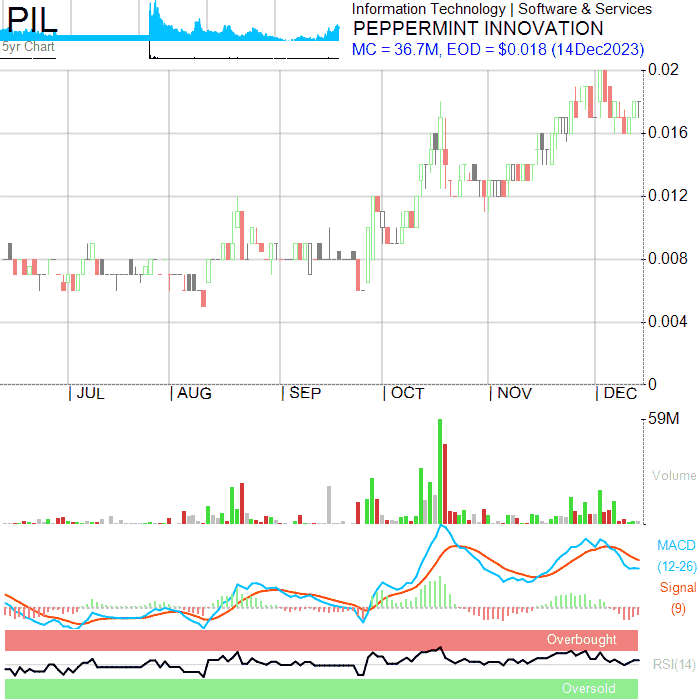 PIL
5yr Chart
Information Technology | Software & Services
PEPPERMINT INNOVATION
MC = 36.7M, EOD = $0.018 (14Dec2023)
0.02
0.016
0.012
0.008
0.004
0
| JUL | AUG | SEP | OCT | NOV | DEC
59M
Volume
MACD
(12-26)
Signal
(9)
Overbought
RSI(14)
Oversold